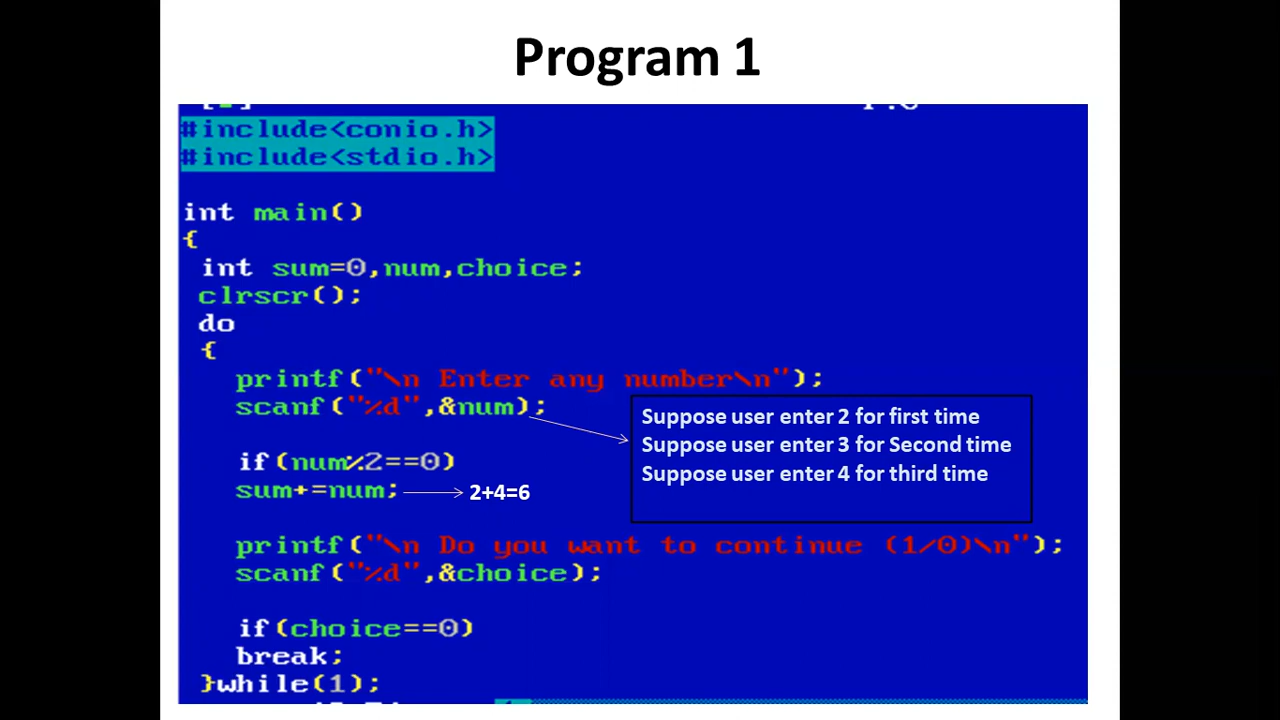 Program 1
#include<conio.h>
#include<stdio.h>
int main()
{
int sum=0,num,choice;
clrscr();
do
{
printf("\n Enter any number\n");
scanf("%d",&num);
Suppose user enter 2 for first time
Suppose user enter 3 for Second time
Suppose user enter 4 for third time
if(num%2==0)
sum+=num;
2+4=6
printf("\n Do you want to continue (1/0)\n");
scanf("%d",&choice);
if(choice==0)
break;
}while(1);